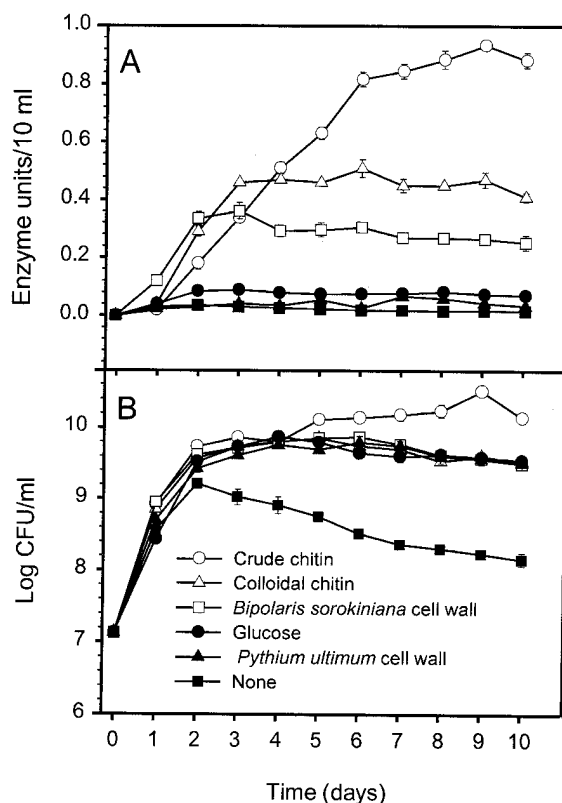 A
Enzyme units/10 ml
1.0
0.8
0.6
0.4
0.2
0.0
B
Log CFU/ml
10
9
8
7
6
Crude chitin
Colloidal chitin
Bipolaris sorokiniana cell wall
Glucose
Pythium ultimum cell wall
None
0 1 2 3 4 5 6 7 8 9 10
Time (days)